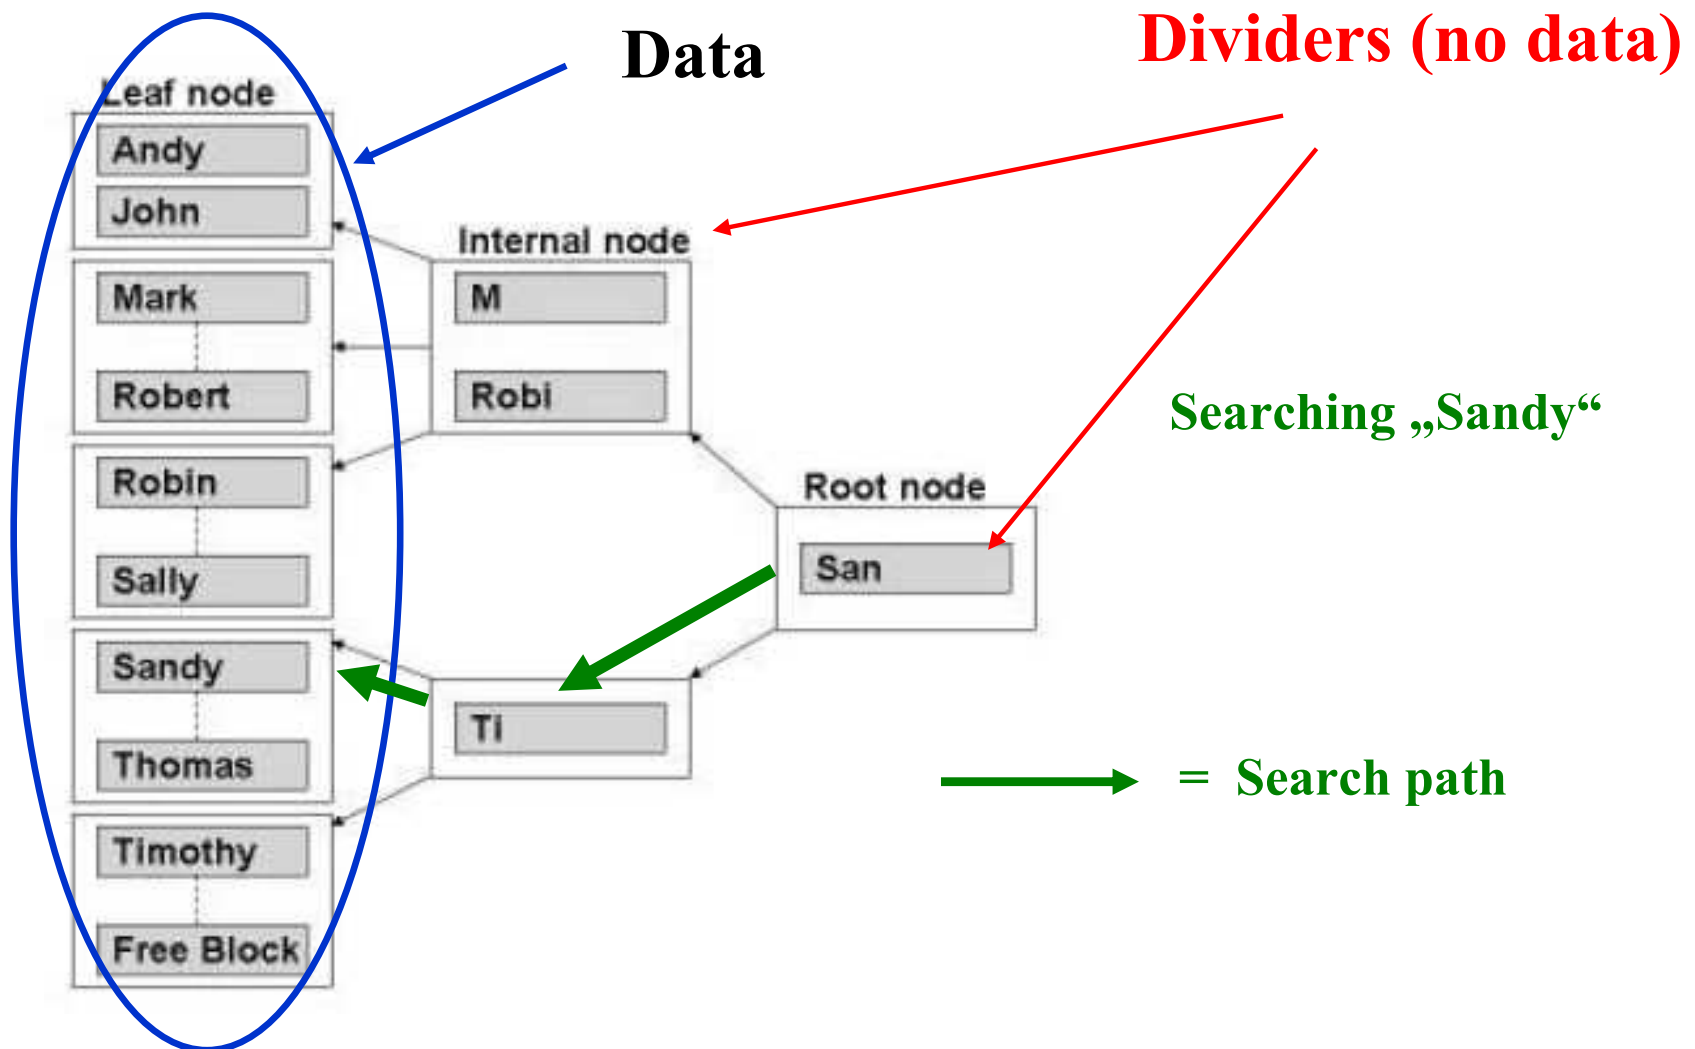 Data
Dividers (no data)
Leaf node
Andy
John
Internal node
Mark
M
Robert
Robi
Searching „Sandy“
Robin
Root node
Sally
San
Sandy
Ti
Thomas
= Search path
Timothy
Free Block